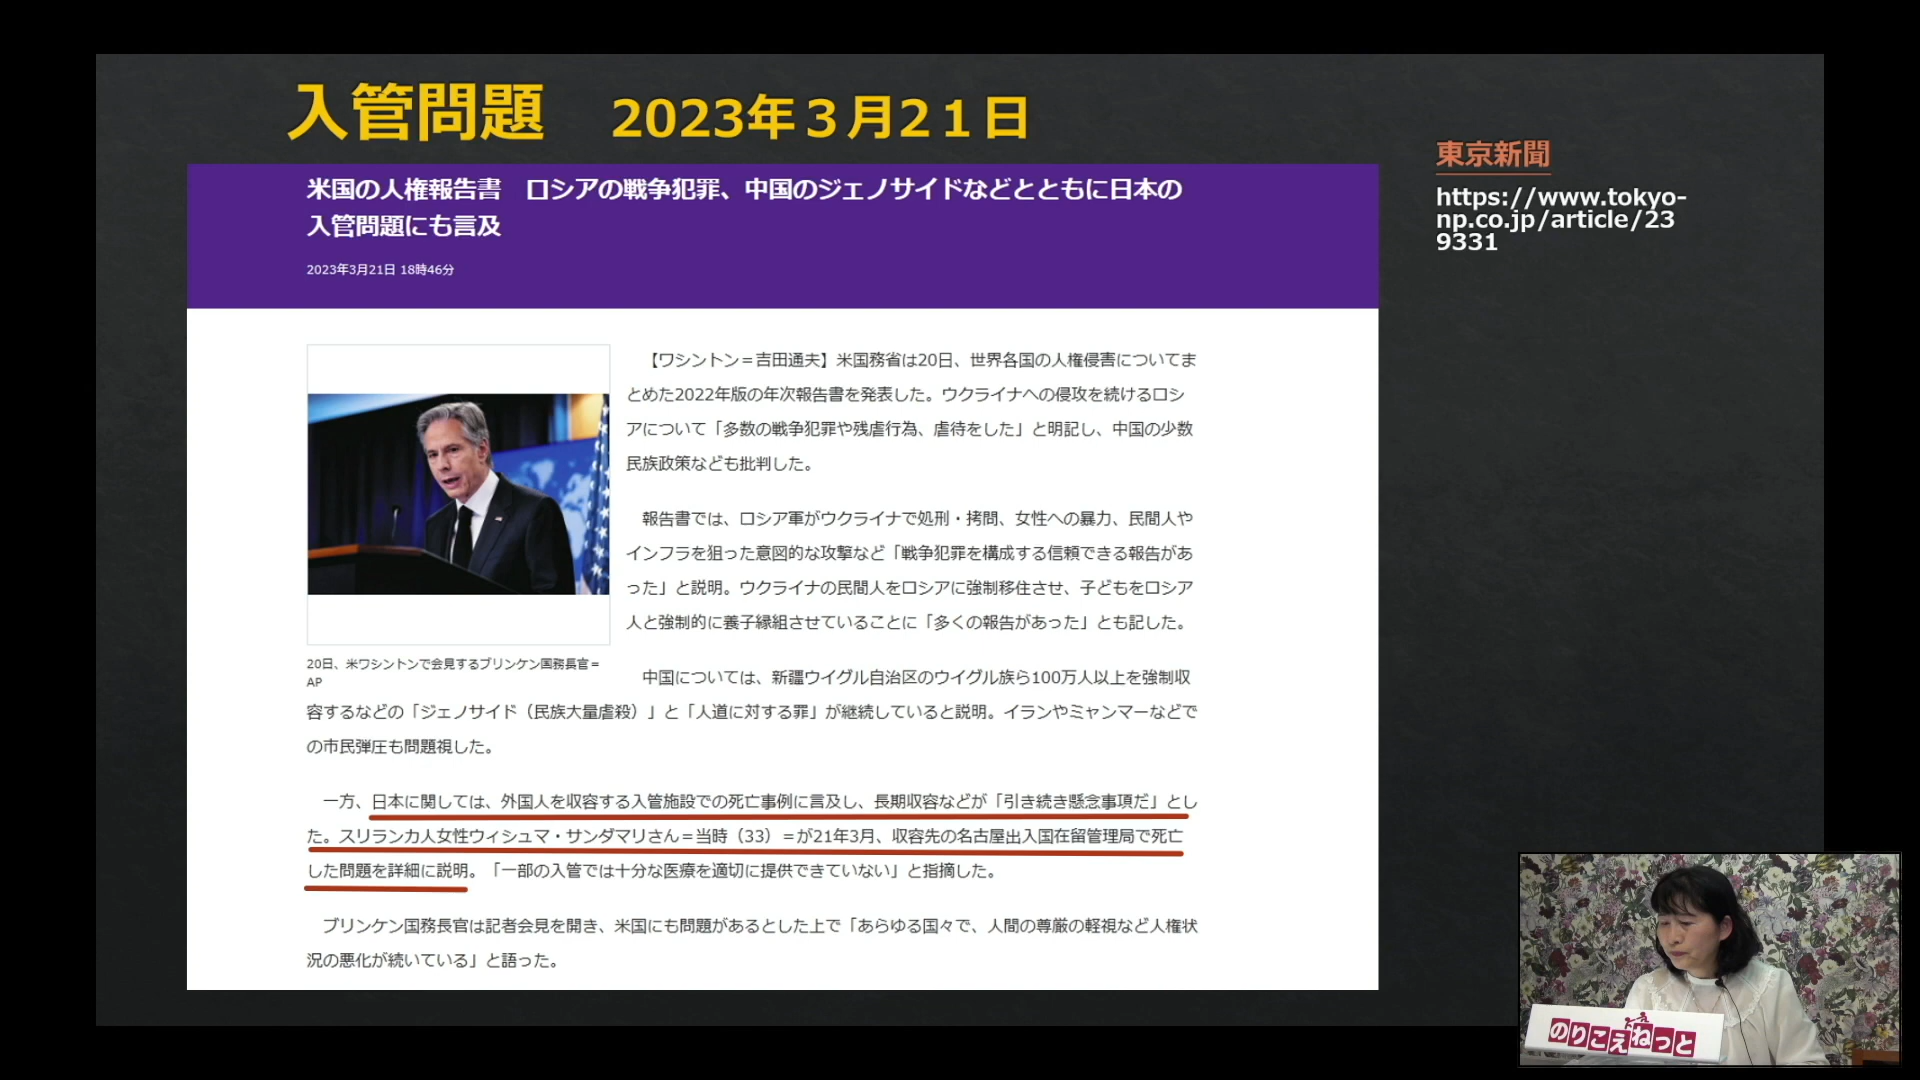 入管問題　2023年３月２１日
米国の人権報告書　ロシアの戦争犯罪、中国のジェノサイドなどとともに日本の
入管問題にも言及
2023年3月21日 18時46分
東京新聞
https://www.tokyo-
np.co.jp/article/23
9331
【ワシントン＝吉田通夫】米国務省は20日、世界各国の人権侵害についてま
とめた2022年版の年次報告書を発表した。ウクライナへの侵攻を続けるロシ
アについて「多数の戦争犯罪や残虐行為、虐待をした」と明記し、中国の少数
民族政策なども批判した。
報告書では、ロシア軍がウクライナで処刑・拷問、女性への暴力、民間人や
インフラを狙った意図的な攻撃など「戦争犯罪を構成する信頼できる報告があ
った」と説明。ウクライナの民間人をロシアに強制移住させ、子どもをロシア
人と強制的に養子縁組させていることに「多くの報告があった」とも記した。
20日、米ワシントンで会見するブリンケン国務長官＝
AP
中国については、新疆ウイグル自治区のウイグル族ら100万人以上を強制収
容するなどの「ジェノサイド（民族大量虐殺）」と「人道に対する罪」が継続していると説明。イランやミャンマーなどで
の市民弾圧も問題視した。
一方、日本に関しては、外国人を収容する入管施設での死亡事例に言及し、長期収容などが「引き続き懸念事項だ」とし
た。スリランカ人女性ウィシュマ・サンダマリさん＝当時（33）＝が21年3月、収容先の名古屋出入国在留管理局で死亡
した問題を詳細に説明。「一部の入管では十分な医療を適切に提供できていない」と指摘した。
ブリンケン国務長官は記者会見を開き、米国にも問題があるとした上で「あらゆる国々で、人間の尊厳の軽視など人権状
況の悪化が続いている」と語った。
のりこえねっと